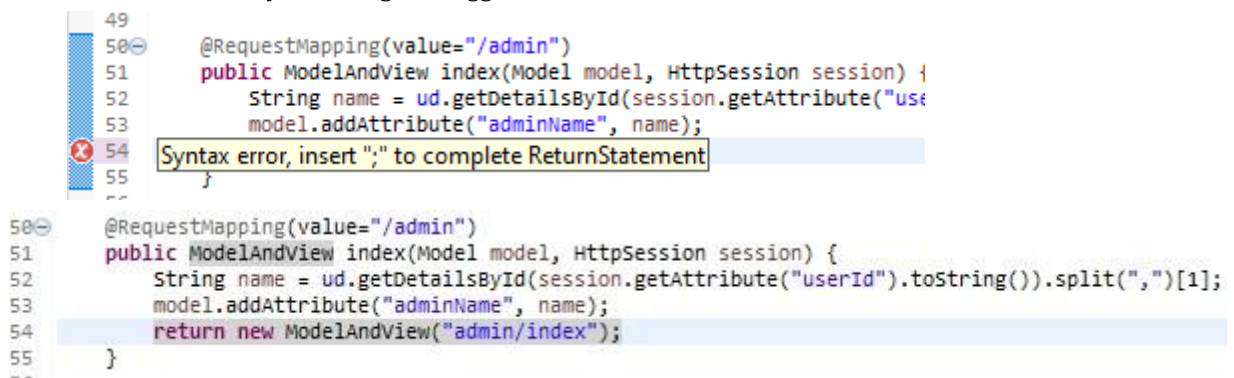 49
50 @RequestMapping(value="/admin")
51 public ModelAndView index(Model model, HttpSession session) {
52 String name = ud.getDetailsById(session.getAttribute("use
53 model.addAttribute("adminName", name);
54 Syntax error, insert ";" to complete ReturnStatement
55 }
50 @RequestMapping(value="/admin")
51 public ModelAndView index(Model model, HttpSession session) {
52 String name = ud.getDetailsById(session.getAttribute("userId").toString()).split(",")[1];
53 model.addAttribute("adminName", name);
54 return new ModelAndView("admin/index");
55 }